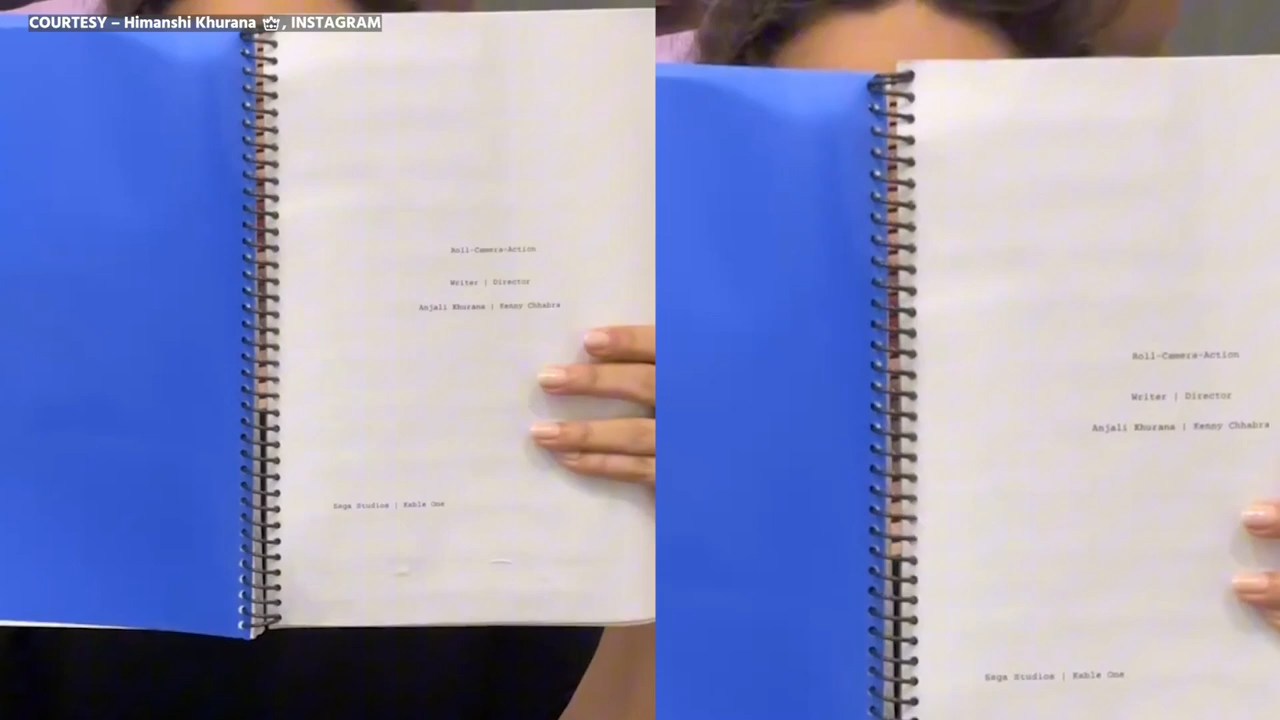 COURTESY – Himanshi Khurana 👑, INSTAGRAM
Roll-Camera-Action
Writer | Director
Anjali Khurana | Kenny Chhabra
Saga Studios | Kable One
Roll-Camera-Action
Writer | Director
Anjali Khurana | Kenny Chhabra
Saga Studios | Kable One